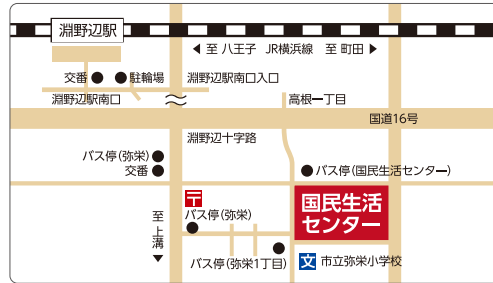 淵野辺駅
至 八王子 JR横浜線 至 町田
交番
駐輪場
淵野辺駅南口入口
淵野辺駅南口
高根一丁目
国道16号
淵野辺十字路
バス停(弥栄)
交番
バス停(国民生活センター)
〒
国民生活
センター
バス停(弥栄)
至 上溝
バス停(弥栄1丁目)
文
市立弥栄小学校